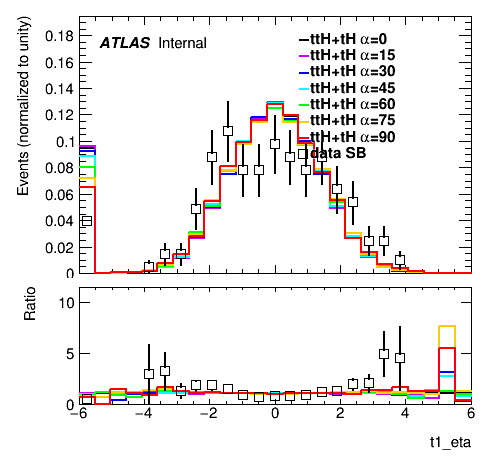 ATLAS Internal
ttH+tH α=0
ttH+tH α=15
ttH+tH α=30
ttH+tH α=45
ttH+tH α=60
ttH+tH α=75
ttH+tH α=90
data SB
Events (normalized to unity)
0.18
0.16
0.14
0.12
0.1
0.08
0.06
0.04
0.02
0
Ratio
10
5
0
−6 −4 −2 0 2 4 6
t1_eta